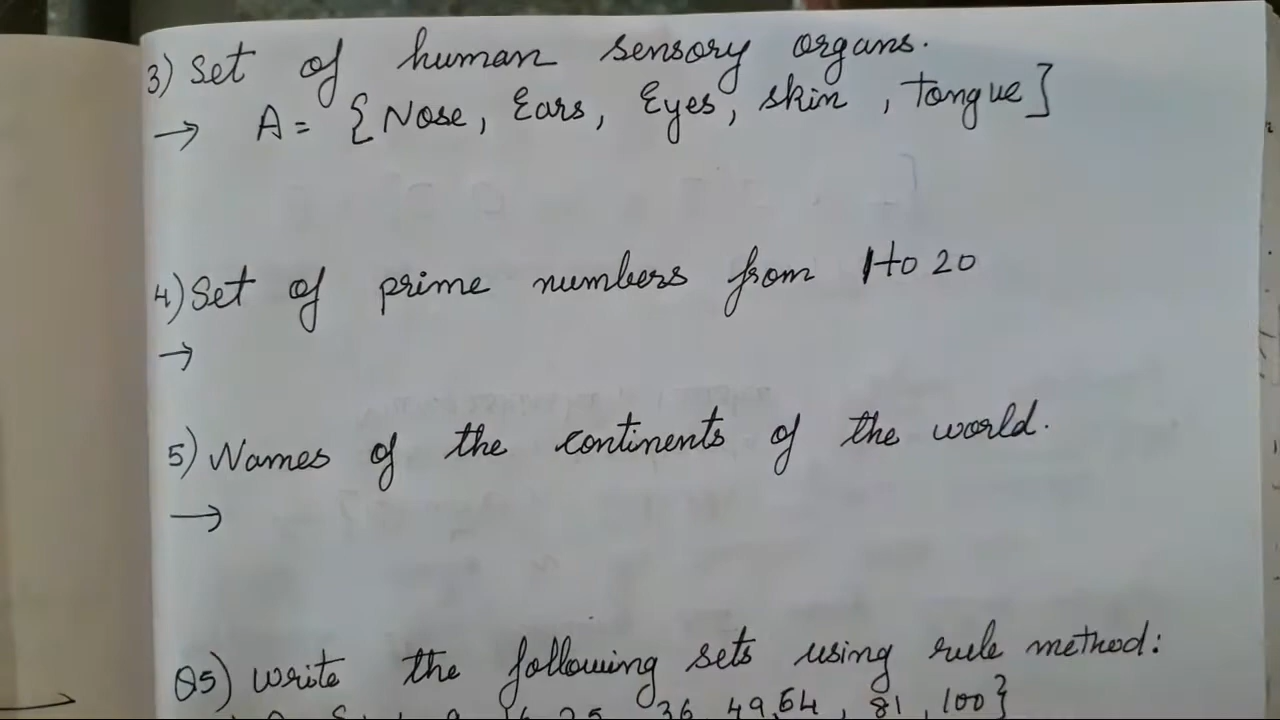 3) Set of human sensory organs.
→ A = {Nose, Ears, Eyes, skin, tongue}
4) Set of prime numbers from 1 to 20
→
5) Names of the continents of the world.
→
Q5) Write the following sets using rule method:
36 49, 64, 81, 100}